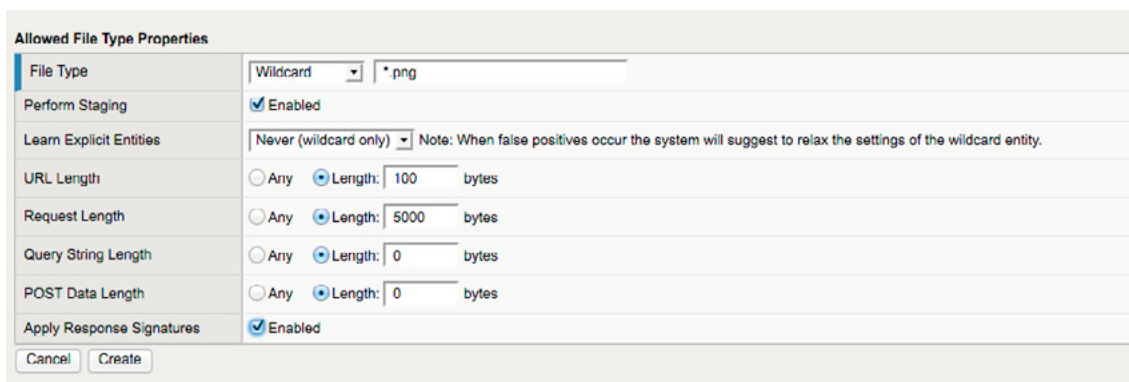 Allowed File Type Properties
File Type Wildcard *.png
Perform Staging Enabled
Learn Explicit Entities Never (wildcard only) Note: When false positives occur the system will suggest to relax the settings of the wildcard entity.
URL Length Any Length: 100 bytes
Request Length Any Length: 5000 bytes
Query String Length Any Length: 0 bytes
POST Data Length Any Length: 0 bytes
Apply Response Signatures Enabled
Cancel Create